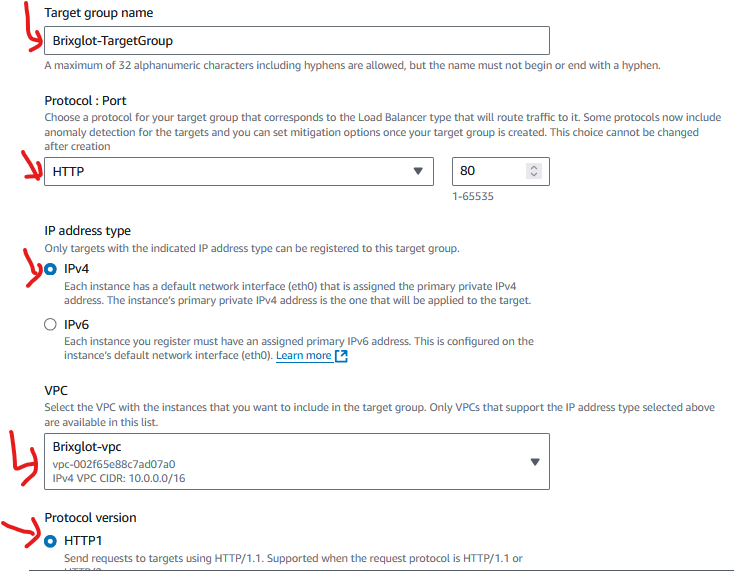 Target group name
Brixglot-TargetGroup
A maximum of 32 alphanumeric characters including hyphens are allowed, but the name must not begin or end with a hyphen.
Protocol : Port
Choose a protocol for your target group that corresponds to the Load Balancer type that will route traffic to it. Some protocols now include
anomaly detection for the targets and you can set mitigation options once your target group is created. This choice cannot be changed
after creation
HTTP 80
1-65535
IP address type
Only targets with the indicated IP address type can be registered to this target group.
IPv4
Each instance has a default network interface (eth0) that is assigned the primary private IPv4
address. The instance's primary private IPv4 address is the one that will be applied to the target.
IPv6
Each instance you register must have an assigned primary IPv6 address. This is configured on the
instance's default network interface (eth0). Learn more
VPC
Select the VPC with the instances that you want to include in the target group. Only VPCs that support the IP address type selected above
are available in this list.
Brixglot-vpc
vpc-002f65e88c7ad07a0
IPv4 VPC CIDR: 10.0.0.0/16
Protocol version
HTTP1
Send requests to targets using HTTP/1.1. Supported when the request protocol is HTTP/1.1 or